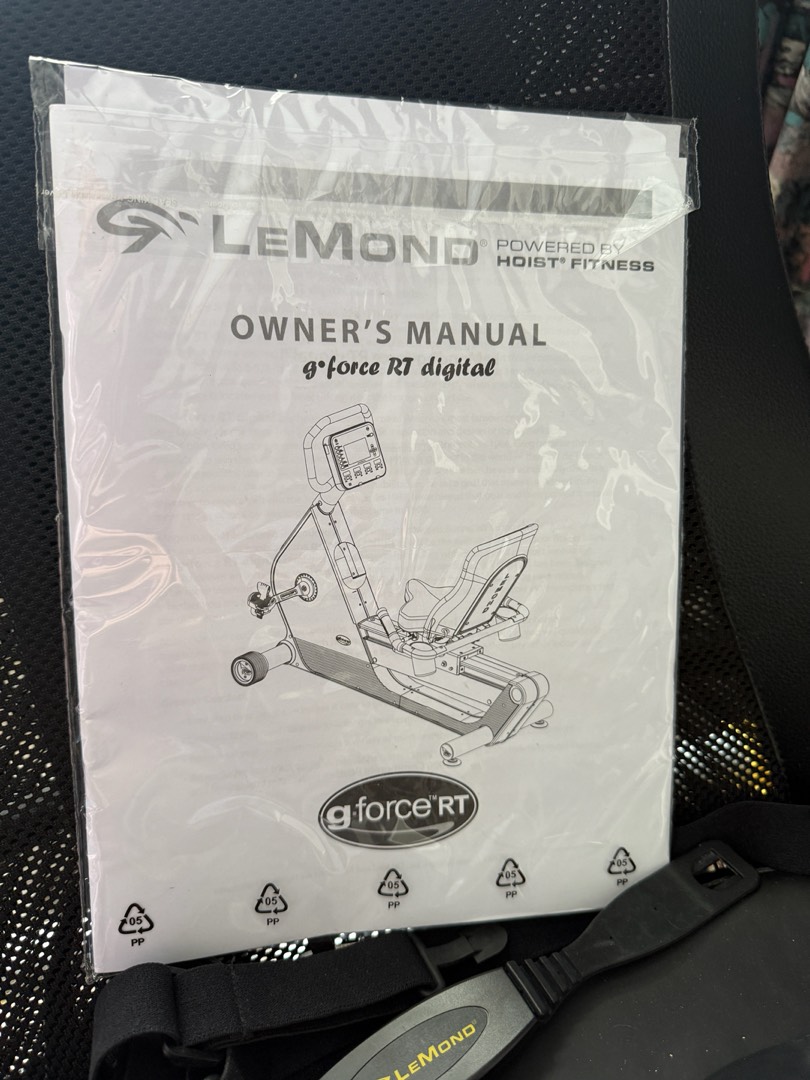 LEMOND® POWERED BY
HOIST® FITNESS
OWNER'S MANUAL
g•force RT digital
LEMOND
g·force™RT
05
PP
05
PP
05
PP
05
PP
05
PP
LEMOND®